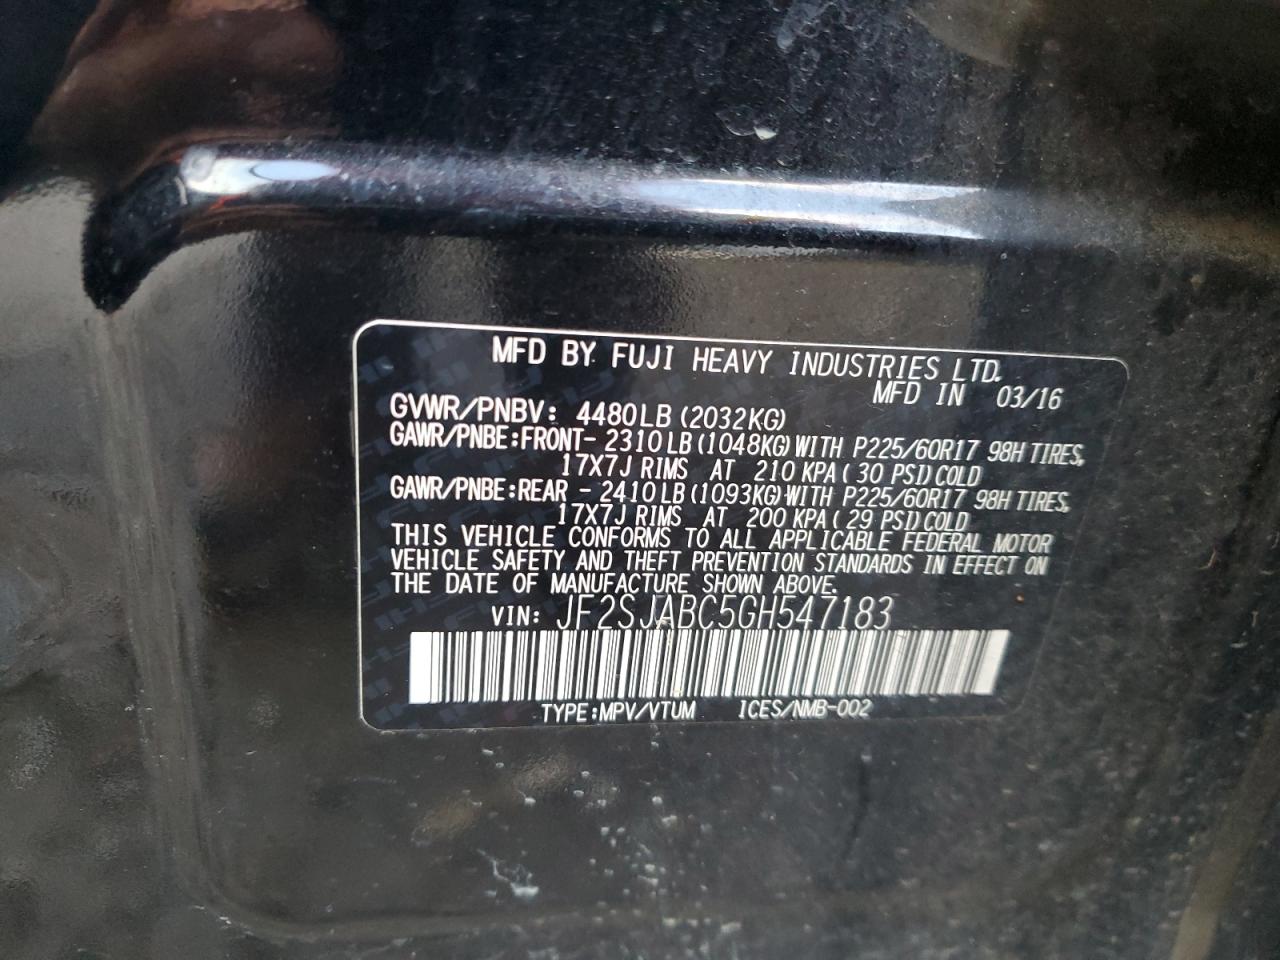 MFD BY FUJI HEAVY INDUSTRIES LTD.
MFD IN 03/16
GVWR/PNBV: 4480LB (2032KG)
GAWR/PNBE:FRONT- 2310LB (1048KG) WITH P225/60R17 98H TIRES,
17X7J RIMS AT 210 KPA (30 PSI) COLD
GAWR/PNBE:REAR - 2410LB (1093KG) WITH P225/60R17 98H TIRES,
17X7J RIMS AT 200 KPA (29 PSI) COLD
THIS VEHICLE CONFORMS TO ALL APPLICABLE FEDERAL MOTOR
VEHICLE SAFETY AND THEFT PREVENTION STANDARDS IN EFFECT ON
THE DATE OF MANUFACTURE SHOWN ABOVE.
VIN: JF2SJABC5GH547183
TYPE:MPV/VTUM ICES/NMB-002